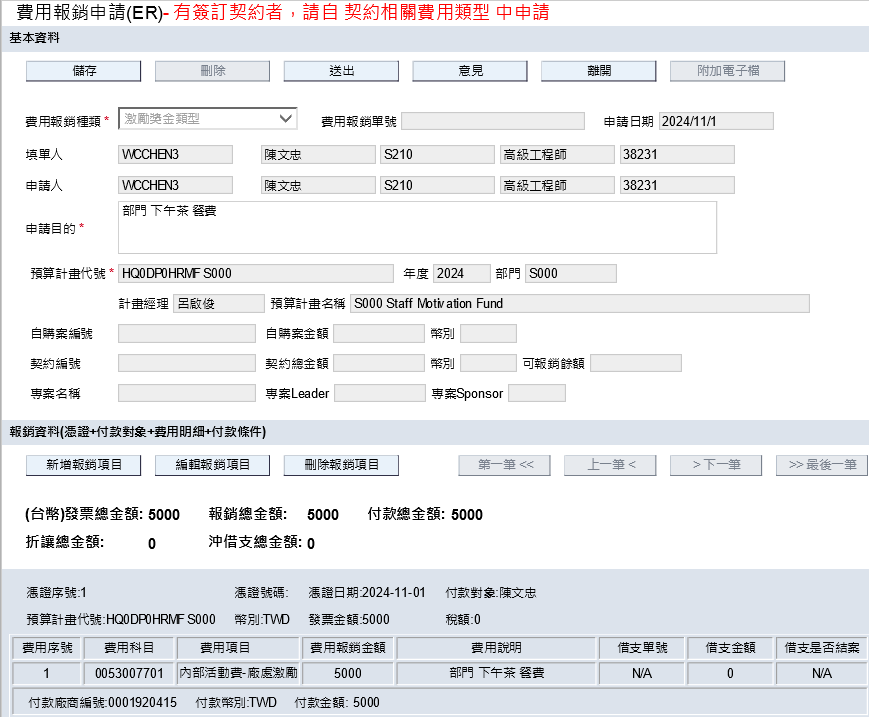 費用報銷申請(ER)- 有簽訂契約者，請自 契約相關費用類型 中申請
基本資料
儲存 刪除 送出 意見 離開 附加電子檔
費用報銷種類 * 激勵獎金類型 費用報銷單號 申請日期 2024/11/1
填單人 WCCHEN3 陳文忠 S210 高級工程師 38231
申請人 WCCHEN3 陳文忠 S210 高級工程師 38231
申請目的 * 部門 下午茶 餐費
預算計畫代號 * HQ0DP0HRMF S000 年度 2024 部門 S000
計畫經理 呂啟俊 預算計畫名稱 S000 Staff Motivation Fund
自購案編號 自購案金額 幣別
契約編號 契約總金額 幣別 可報銷餘額
專案名稱 專案Leader 專案Sponsor
報銷資料(憑證+付款對象+費用明細+付款條件)
新增報銷項目 編輯報銷項目 刪除報銷項目 第一筆 << 上一筆 < > 下一筆 >> 最後一筆
(台幣)發票總金額: 5000 報銷總金額: 5000 付款總金額: 5000
折讓總金額: 0 沖借支總金額: 0
憑證序號:1 憑證號碼: 憑證日期:2024-11-01 付款對象:陳文忠
預算計畫代號:HQ0DP0HRMF S000 幣別:TWD 發票金額:5000 稅額:0
費用序號 費用科目 費用項目 費用報銷金額 費用說明 借支單號 借支金額 借支是否結案
1 0053007701 內部活動費-廠處激勵 5000 部門 下午茶 餐費 N/A 0 N/A
付款廠商編號:0001920415 付款幣別:TWD 付款金額: 5000